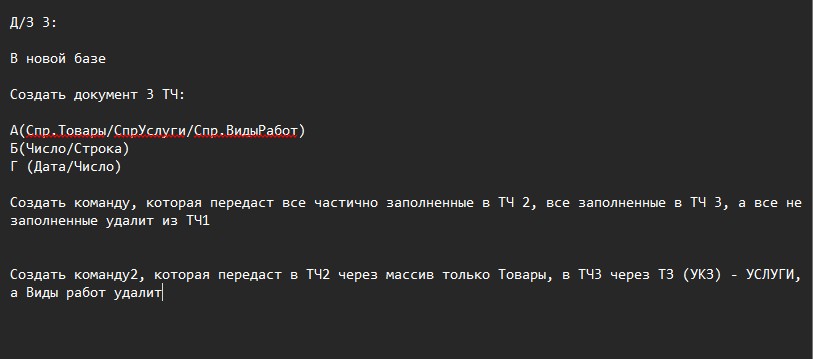 Д/З 3:
В новой базе
Создать документ 3 ТЧ:
А(Спр.Товары/СпрУслуги/Спр.ВидыРабот)
Б(Число/Строка)
Г (Дата/Число)
Создать команду, которая передаст все частично заполненные в ТЧ 2, все заполненные в ТЧ 3, а все не
заполненные удалит из ТЧ1
Создать команду2, которая передаст в ТЧ2 через массив только Товары, в ТЧ3 через ТЗ (УКЗ) - УСЛУГИ,
а Виды работ удалит